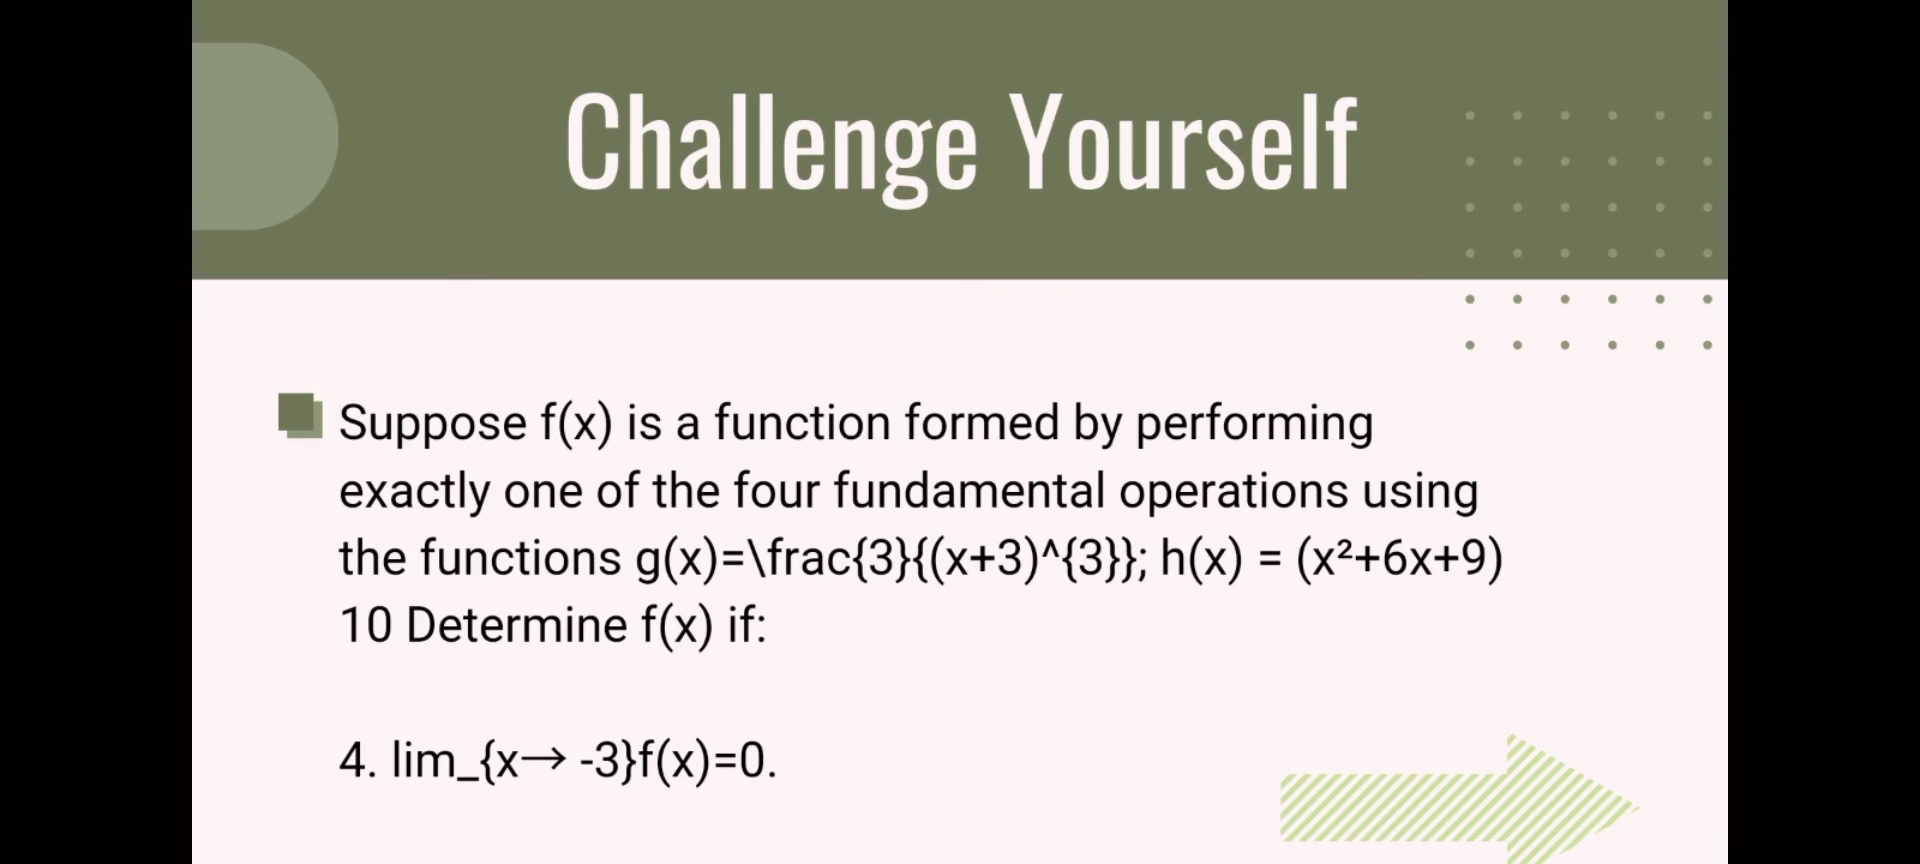 Challenge Yourself
Suppose f(x) is a function formed by performing
exactly one of the four fundamental operations using
the functions g(x)=\frac{3}{(x+3)^{3}}; h(x) = (x²+6x+9)
10 Determine f(x) if:
4. lim_{x→ -3}f(x)=0.